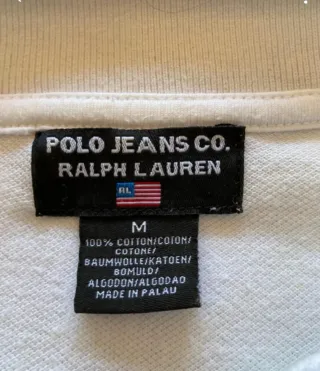 POLO JEANS CO.
RALPH LAUREN
RL
M
100% COTTON/COTON/
COTONE/
BAUMWOLLE/KATOEN/
BOMULD/
ALGODON/ALGODAO
MADE IN PALAU